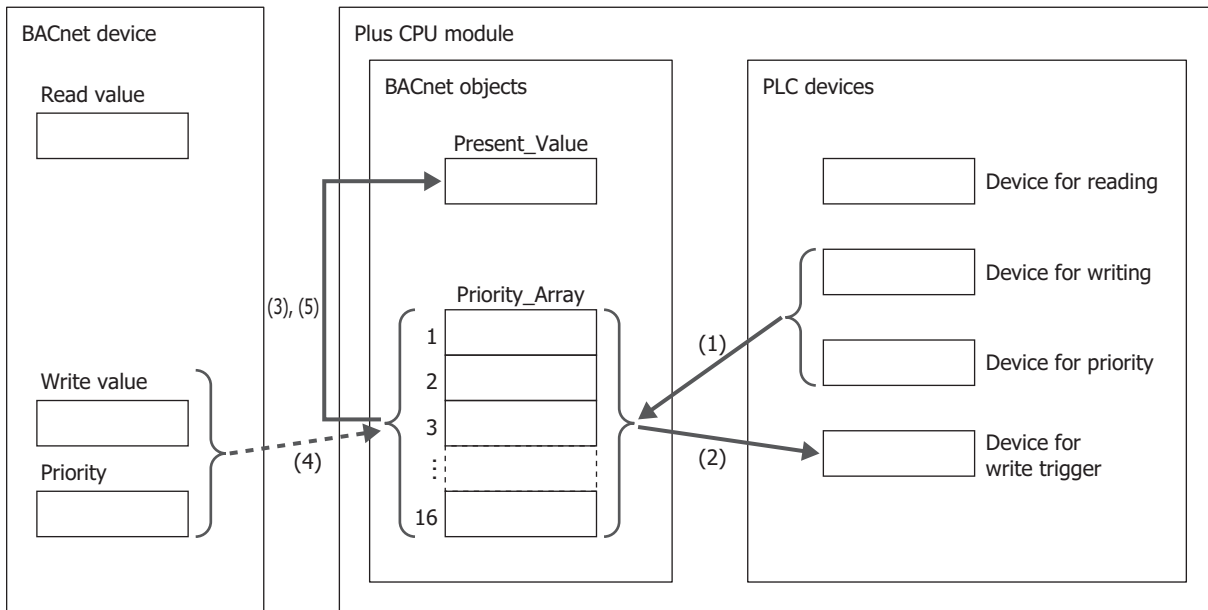 BACnet device
Read value
Write value
Priority
(3), (5)
(4)
Plus CPU module
BACnet objects
Present_Value
Priority_Array
1
2
3
⋮
16
(1)
(2)
PLC devices
Device for reading
Device for writing
Device for priority
Device for
write trigger